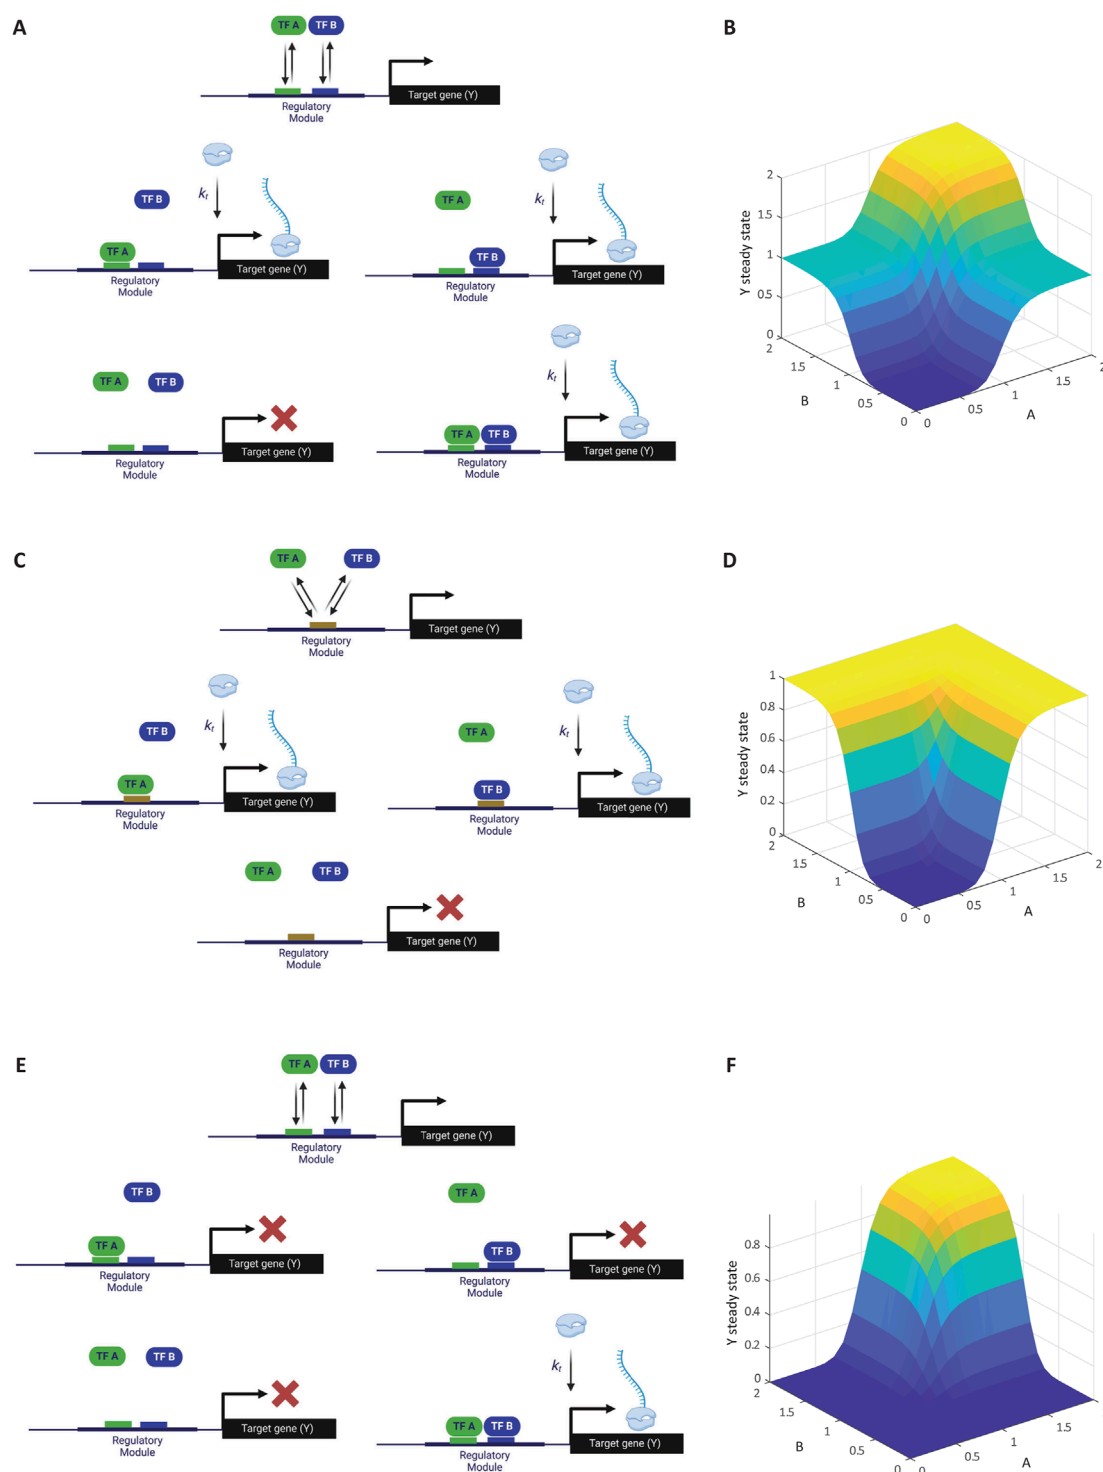 A
TF A TF B
Target gene (Y)
Regulatory
Module
TF B
k_t
TF A
Target gene (Y)
Regulatory
Module
TF A
k_t
TF B
Target gene (Y)
Regulatory
Module
TF A TF B
Target gene (Y)
Regulatory
Module
k_t
TF A TF B
Target gene (Y)
Regulatory
Module
B
Y steady state
2
1.5
1
0.5
0
2
1.5
1
0.5
0
B
0
0.5
1
1.5
2
A
C
TF A TF B
Target gene (Y)
Regulatory
Module
TF B
k_t
TF A
Target gene (Y)
Regulatory
Module
TF A
k_t
TF B
Target gene (Y)
Regulatory
Module
TF A TF B
Target gene (Y)
Regulatory
Module
D
Y steady state
1
0.8
0.6
0.4
0.2
0
2
1.5
1
0.5
0
B
0
0.5
1
1.5
2
A
E
TF A TF B
Target gene (Y)
Regulatory
Module
TF B
TF A
Target gene (Y)
Regulatory
Module
TF A
TF B
Target gene (Y)
Regulatory
Module
TF A TF B
Target gene (Y)
Regulatory
Module
k_t
TF A TF B
Target gene (Y)
Regulatory
Module
F
Y steady state
0.8
0.6
0.4
0.2
0
2
1.5
1
0.5
0
B
0
0.5
1
1.5
A